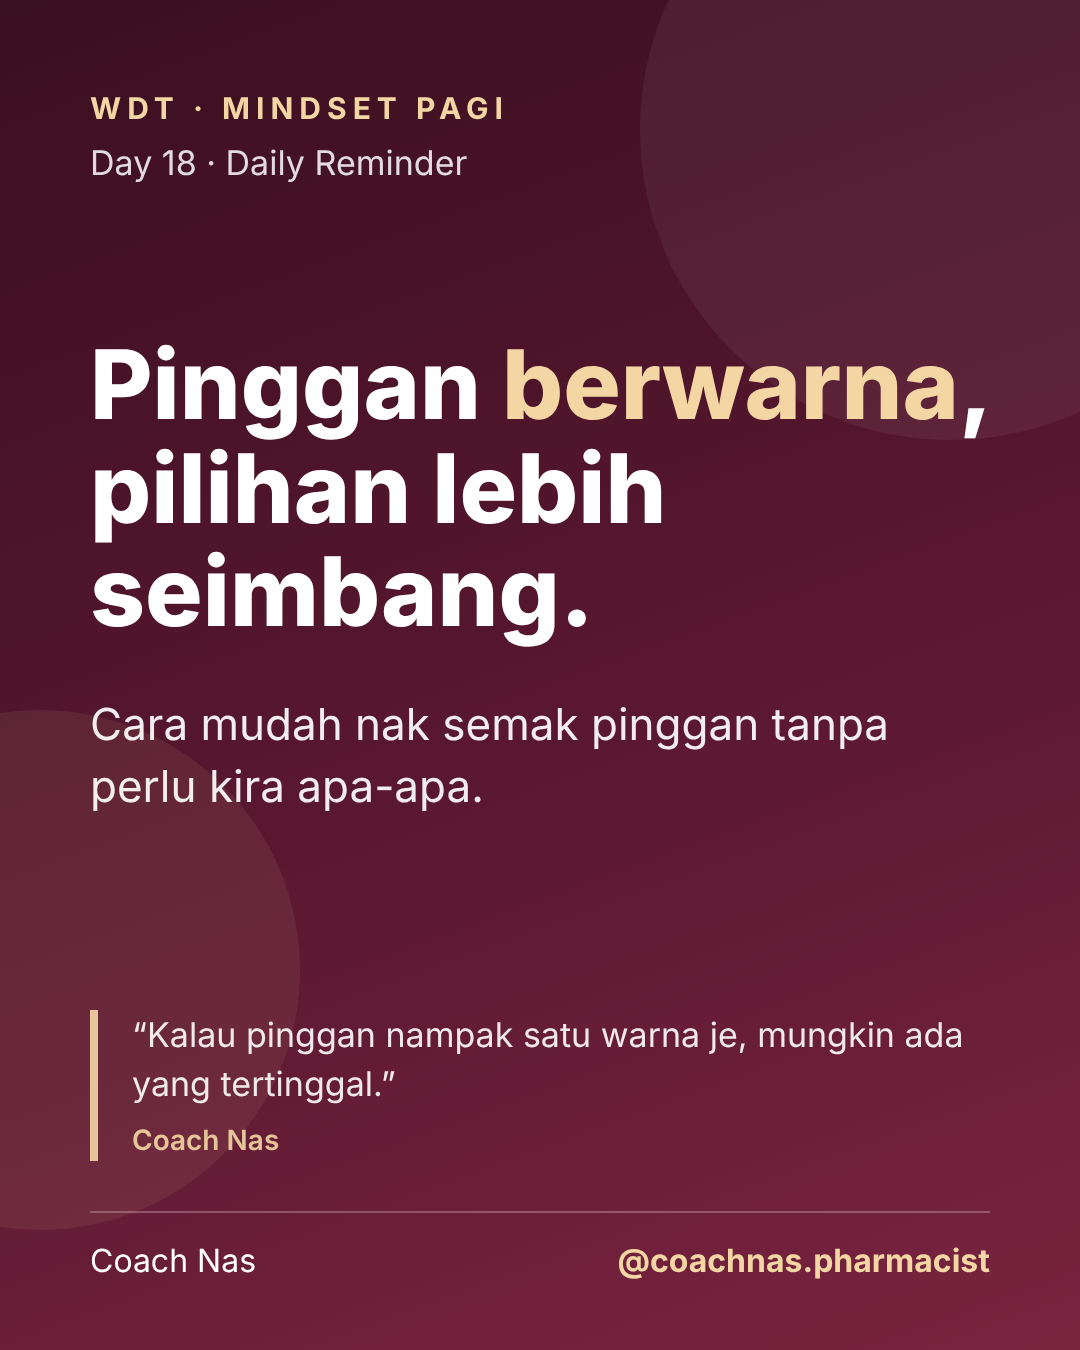 WDT · MINDSET PAGI
Day 18 · Daily Reminder
Pinggan berwarna,
pilihan lebih
seimbang.
Cara mudah nak semak pinggan tanpa
perlu kira apa-apa.
“Kalau pinggan nampak satu warna je, mungkin ada
yang tertinggal.”
Coach Nas
Coach Nas
@coachnas.pharmacist